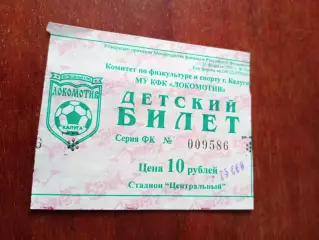 Комитет по физкультуре и спорту г. Калуги
МУ КФК "ЛОКОМОТИВ"
ЛОКОМОТИВ
КАЛУГА
ДЕТСКИЙ
БИЛЕТ
Серия ФК № 009586
Цена 10 рублей
Стадион "Центральный"